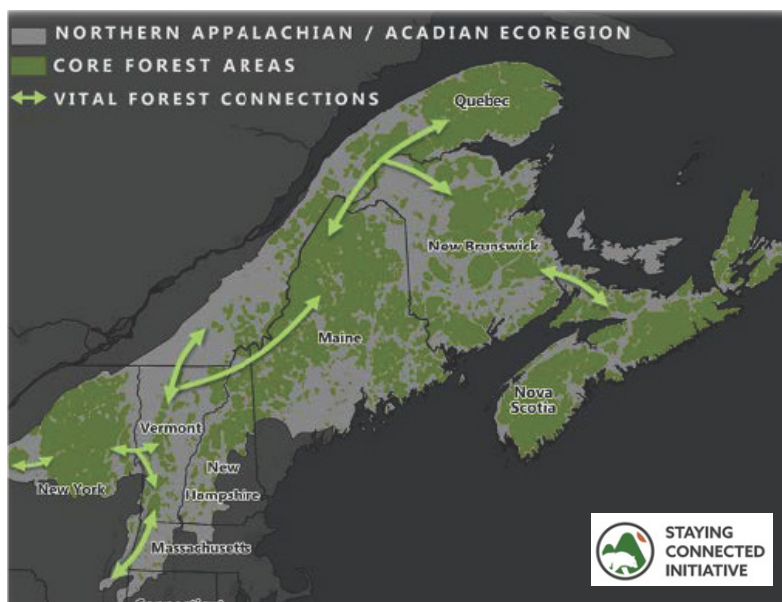 NORTHERN APPALACHIAN / ACADIAN ECOREGION
CORE FOREST AREAS
VITAL FOREST CONNECTIONS
Quebec
New Brunswick
Maine
Nova
Scotia
Vermont
New
Hampshire
New York
Massachusetts
STAYING
CONNECTED
INITIATIVE